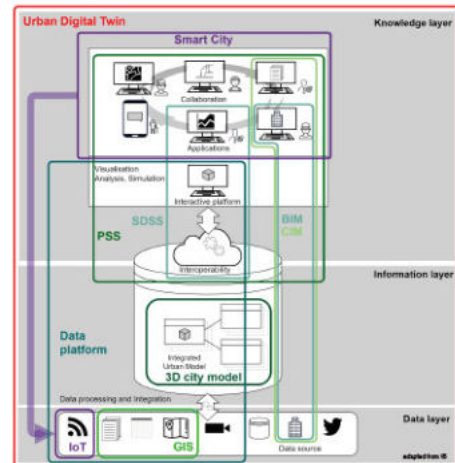 Urban Digital Twin
Knowledge layer
Smart City
Collaboration
Applications
Visualisation
Analysis, Simulation
Interactive platform
SDSS
BIM
CIM
PSS
Interoperability
Information layer
Data
platform
Integrated
Urban Model
3D city model
Data processing and Integration
Data layer
IoT
GIS
Data source
adapted from 15